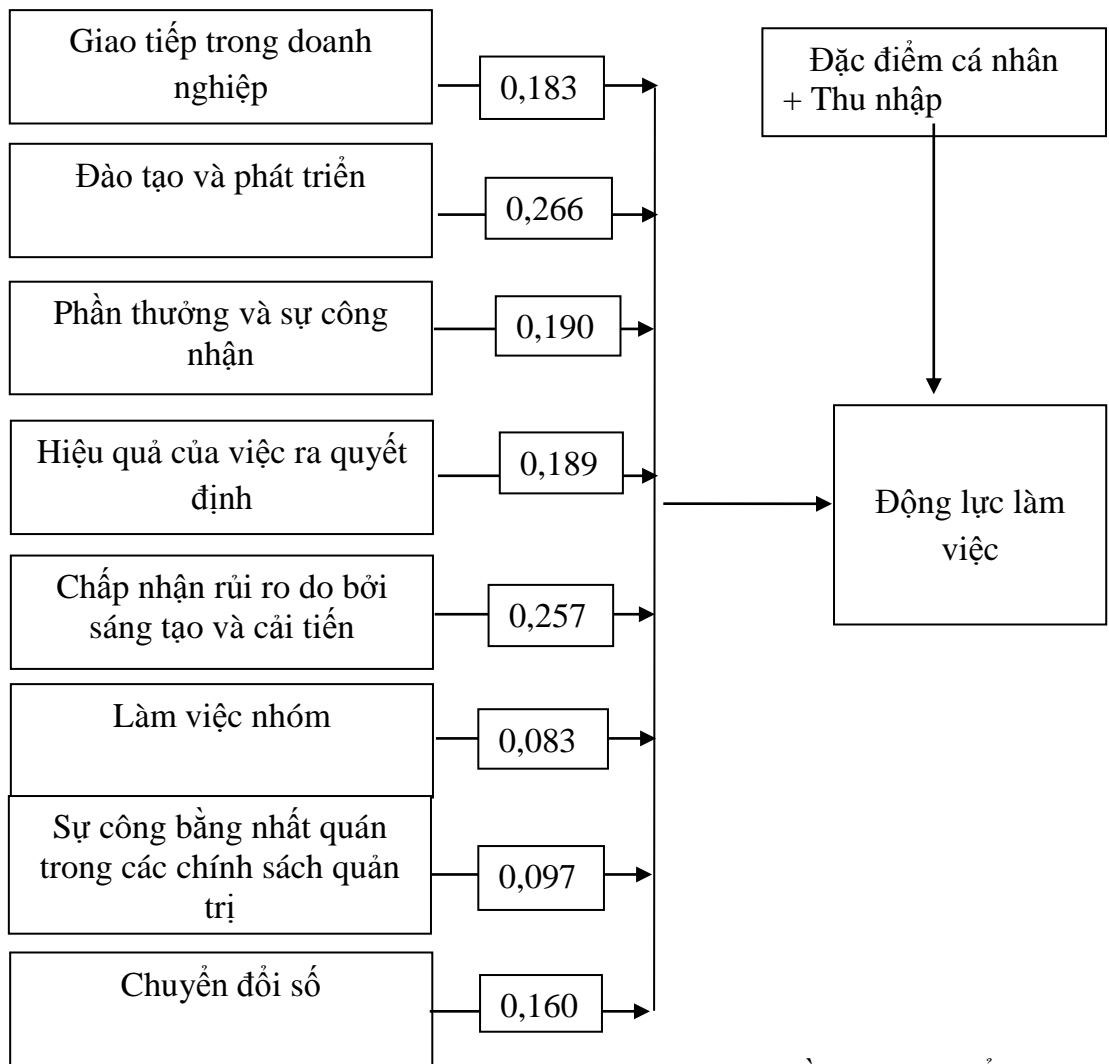 Giao tiếp trong doanh
nghiệp
0,183
Đặc điểm cá nhân
+ Thu nhập
Đào tạo và phát triển
0,266
Phần thưởng và sự công
nhận
0,190
Hiệu quả của việc ra quyết
định
0,189
Động lực làm
việc
Chấp nhận rủi ro do bởi
sáng tạo và cải tiến
0,257
Làm việc nhóm
0,083
Sự công bằng nhất quán
trong các chính sách quản
trị
0,097
Chuyển đổi số
0,160